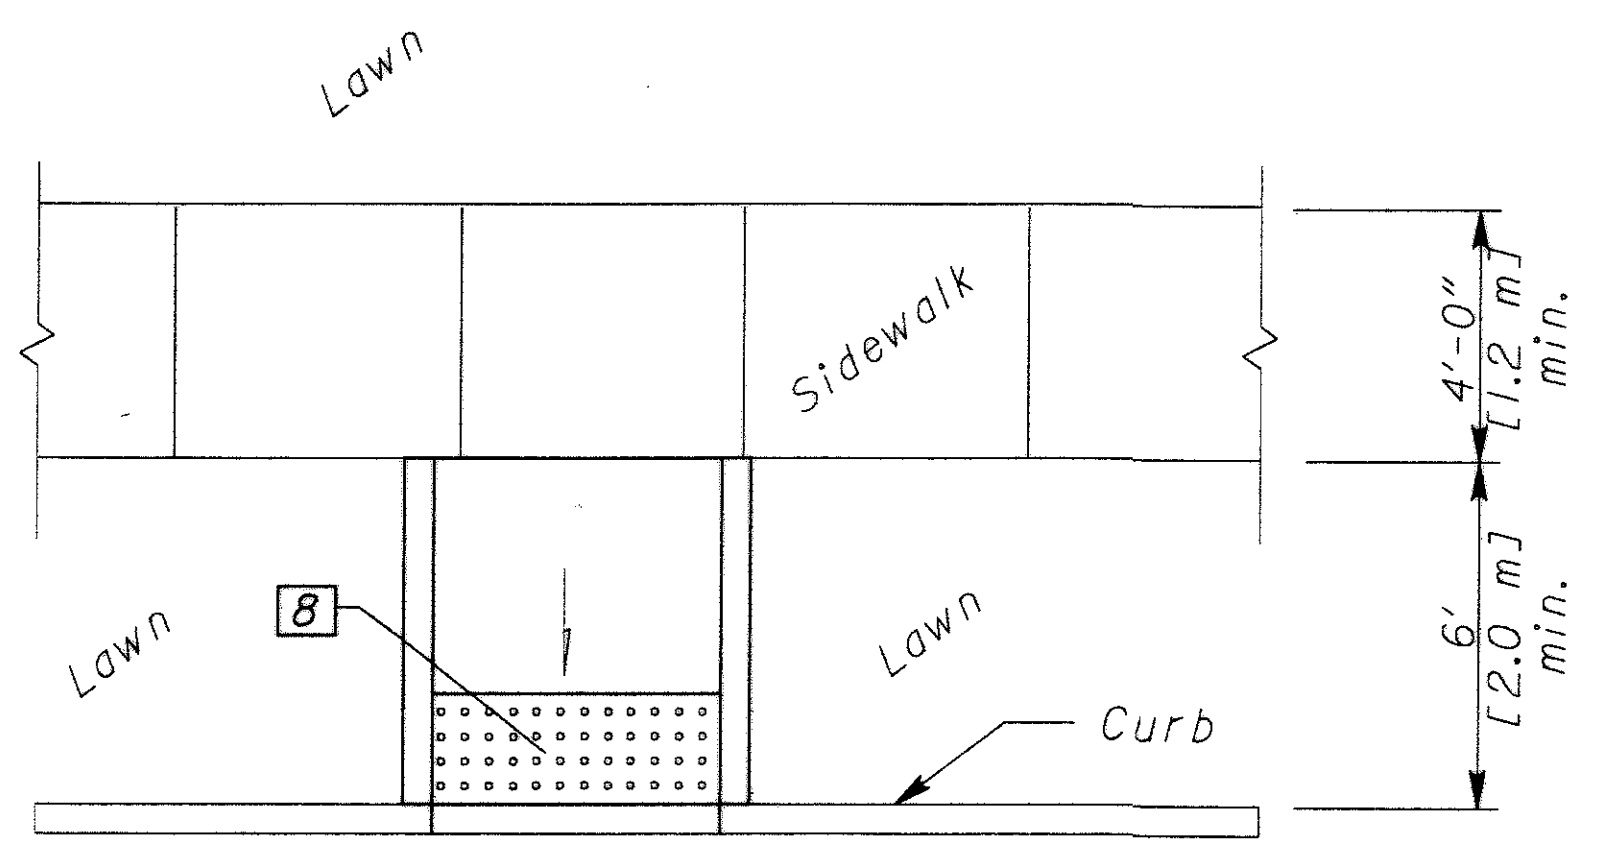 Lawn
Sidewalk
4'-0"
[1.2 m]
min.
8
Lawn
Lawn
6'
[2.0 m]
min.
Curb